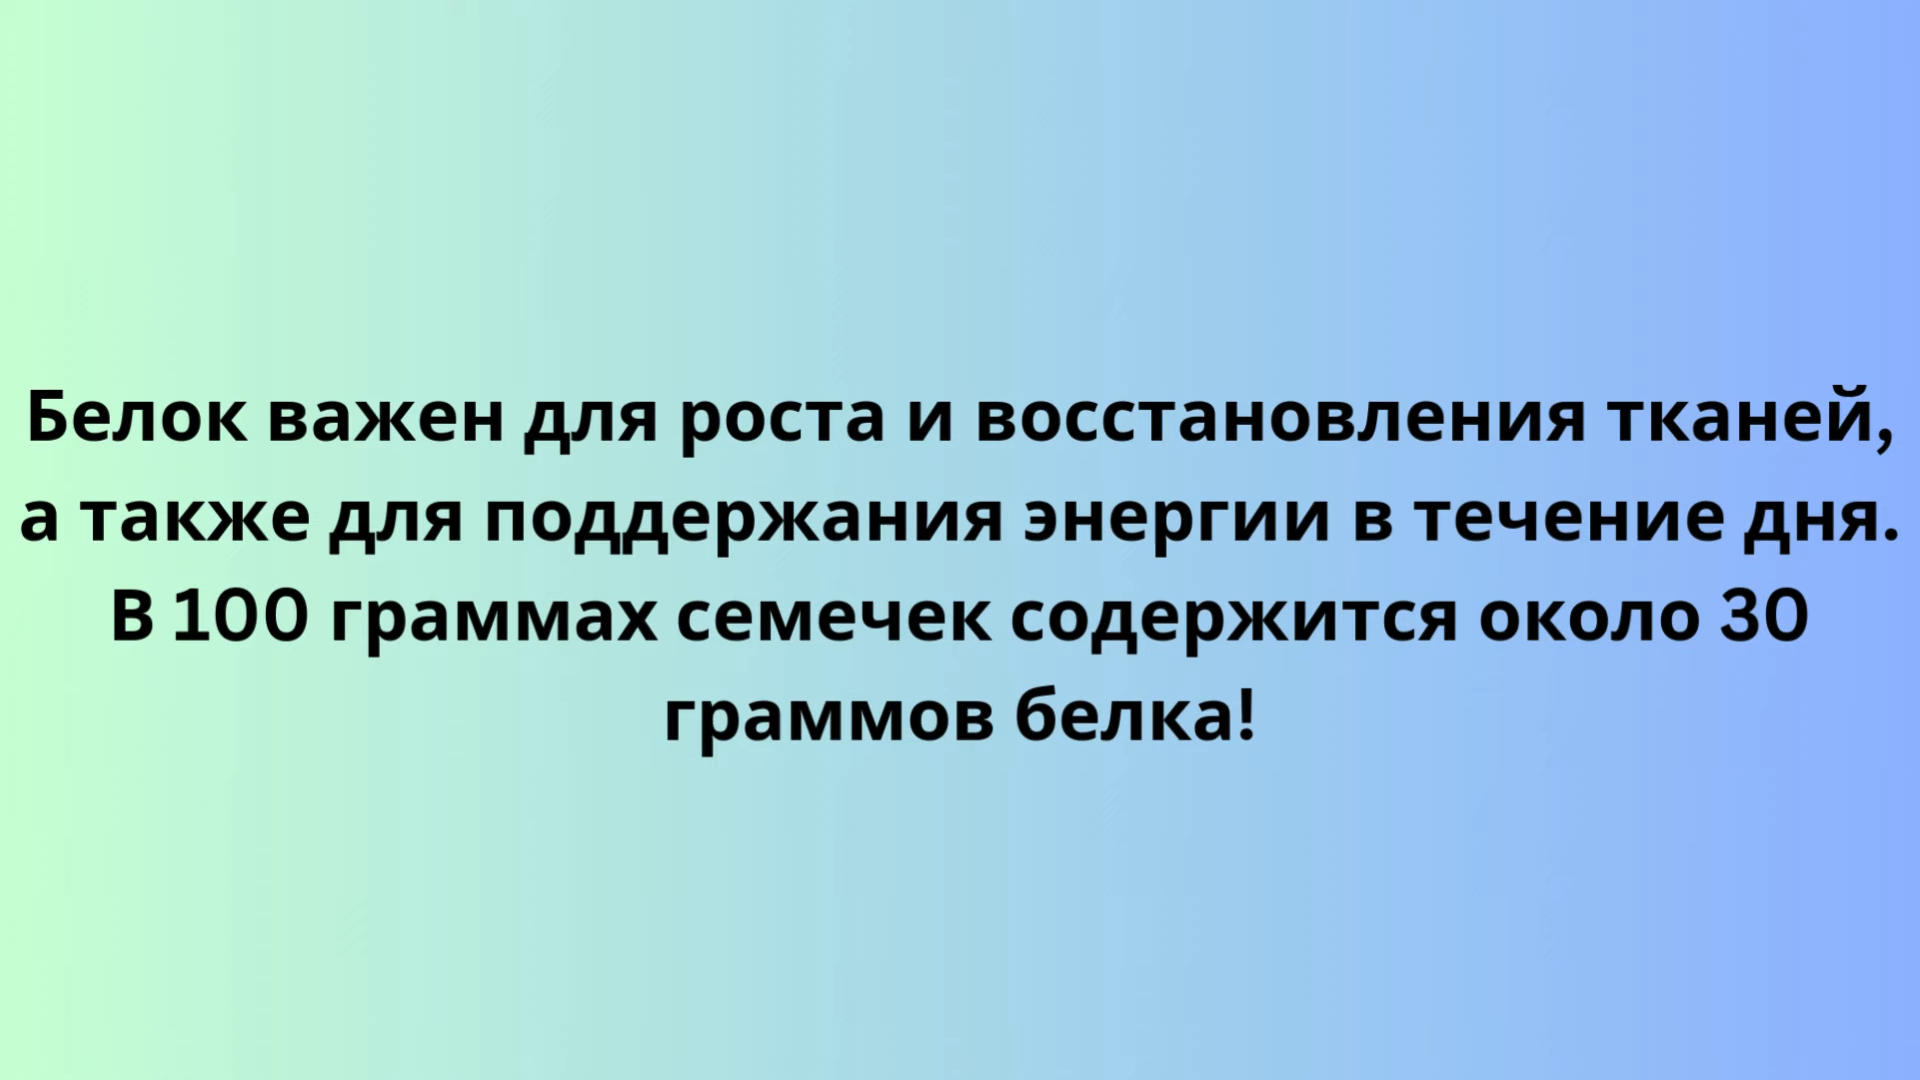 Белок важен для роста и восстановления тканей,
а также для поддержания энергии в течение дня.
В 100 граммах семечек содержится около 30
граммов белка!